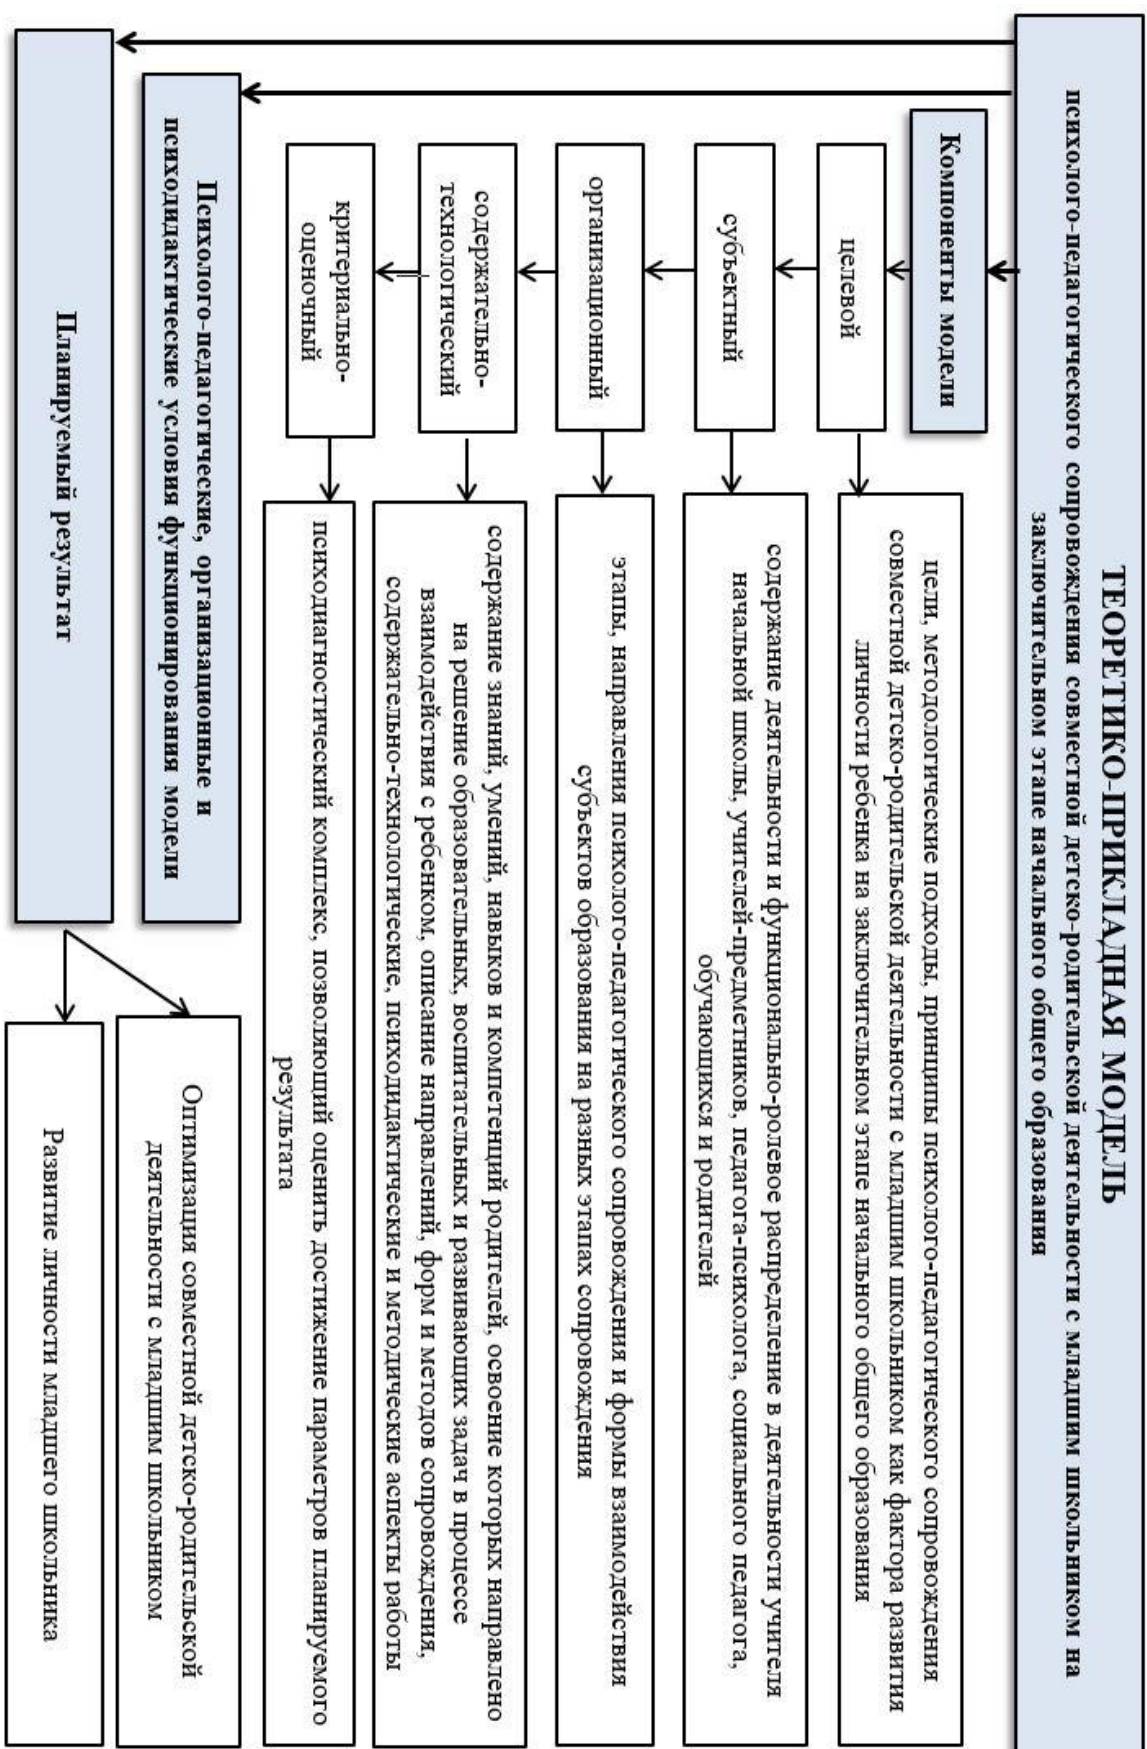 ТЕОРЕТИКО-ПРИКЛАДНАЯ МОДЕЛЬ
психолого-педагогического сопровождения совместной детско-родительской деятельности с младшим школьником на
заключительном этапе начального общего образования
Компоненты модели
целевой
цели, методологические подходы, принципы психолого-педагогического сопровождения
совместной детско-родительской деятельности с младшим школьником как фактора развития
личности ребенка на заключительном этапе начального общего образования
субъектный
содержание деятельности и функционально-ролевое распределение в деятельности учителя
начальной школы, учителей-предметников, педагога-психолога, социального педагога,
обучающихся и родителей
организационный
этапы, направления психолого-педагогического сопровождения и формы взаимодействия
субъектов образования на разных этапах сопровождения
содержательно-
технологический
содержание знаний, умений, навыков и компетенций родителей, освоение которых направлено
на решение образовательных, воспитательных и развивающих задач в процессе
взаимодействия с ребенком, описание направлений, форм и методов сопровождения,
содержательно-технологические, психодидактические и методические аспекты работы
критериально-
оценочный
психодиагностический комплекс, позволяющий оценить достижение параметров планируемого
результата
Психолого-педагогические, организационные и
психодидактические условия функционирования модели
Планируемый результат
Оптимизация совместной детско-родительской
деятельности с младшим школьником
Развитие личности младшего школьника